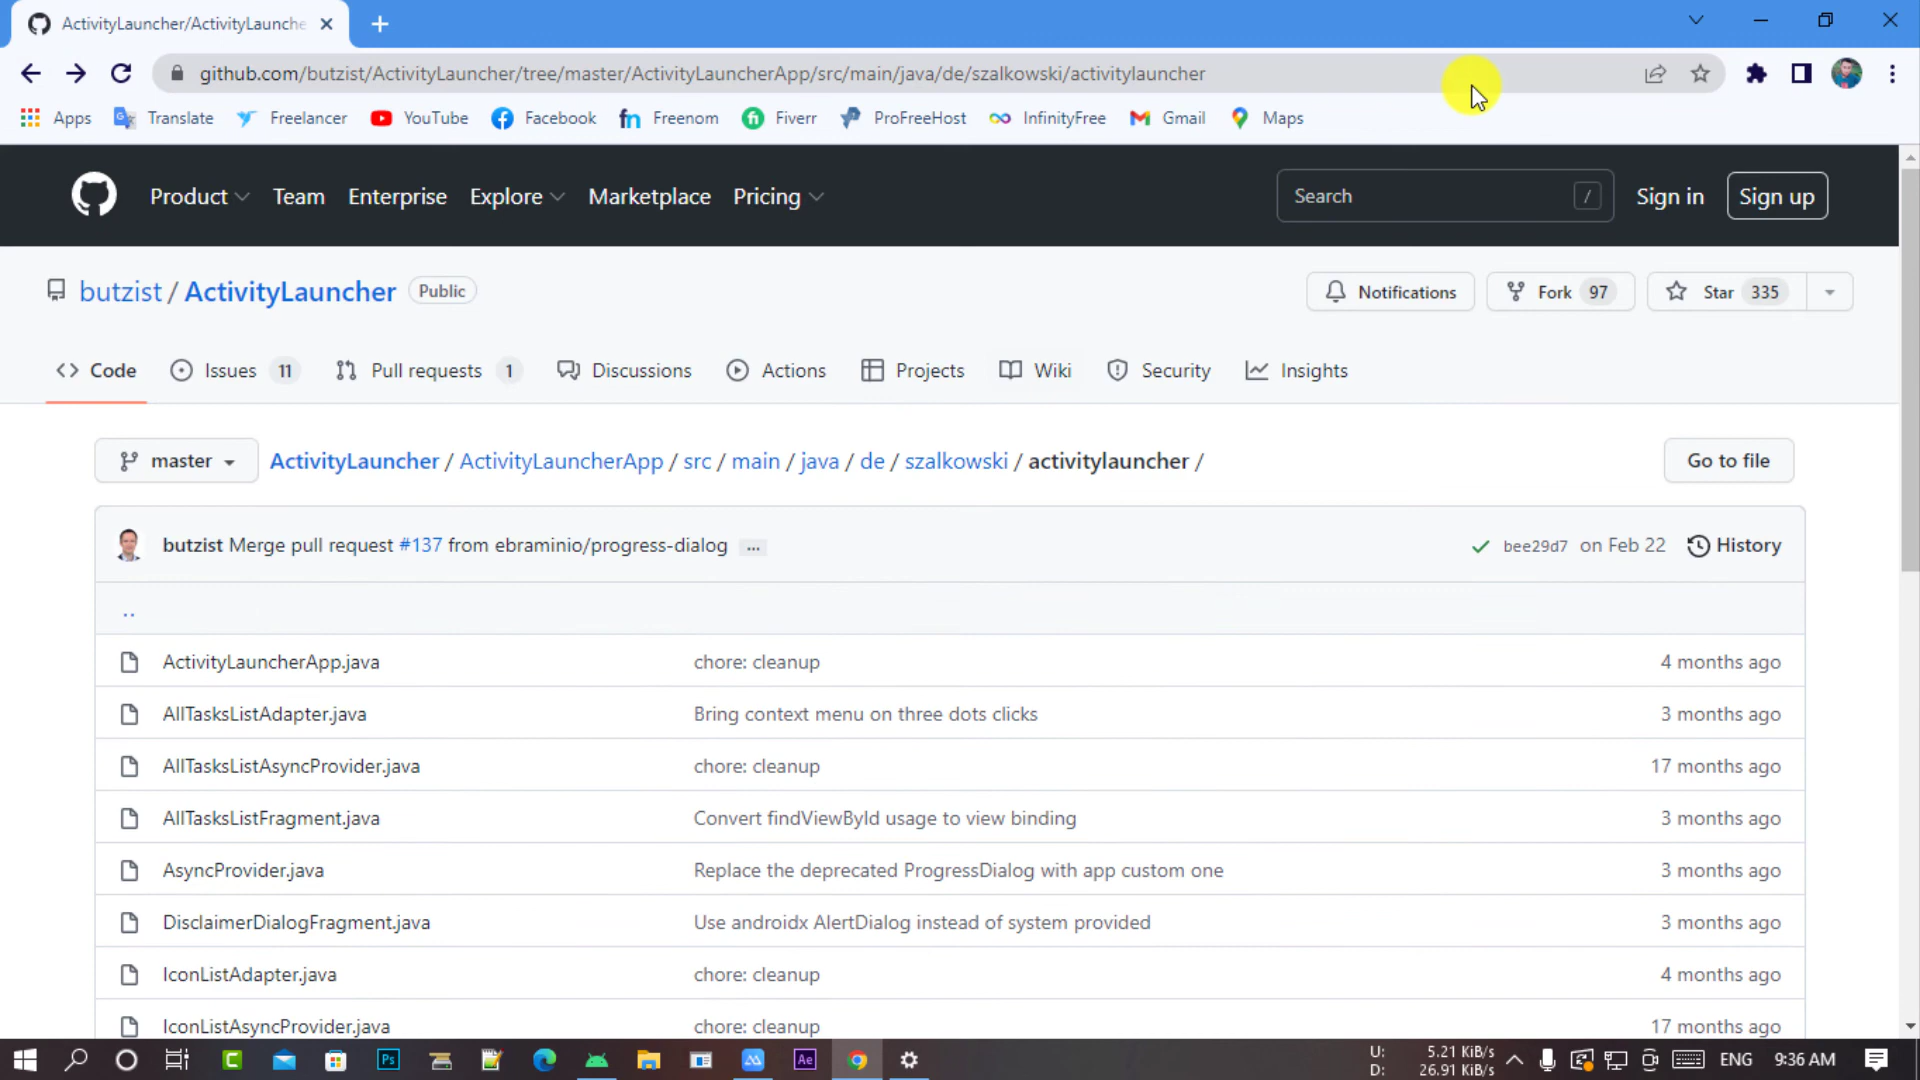 ActivityLauncher/ActivityLaunche
github.com/butzist/ActivityLauncher/tree/master/ActivityLauncherApp/src/main/java/de/szalkowski/activitylauncher
Apps Translate Freelancer YouTube Facebook Freenom Fiverr ProFreeHost InfinityFree Gmail Maps
Product Team Enterprise Explore Marketplace Pricing Search / Sign in Sign up
butzist / ActivityLauncher Public Notifications Fork 97 Star 335
Code Issues 11 Pull requests 1 Discussions Actions Projects Wiki Security Insights
master ActivityLauncher / ActivityLauncherApp / src / main / java / de / szalkowski / activitylauncher / Go to file
butzist Merge pull request #137 from ebraminio/progress-dialog ... bee29d7 on Feb 22 History
..
ActivityLauncherApp.java chore: cleanup 4 months ago
AllTasksListAdapter.java Bring context menu on three dots clicks 3 months ago
AllTasksListAsyncProvider.java chore: cleanup 17 months ago
AllTasksListFragment.java Convert findViewById usage to view binding 3 months ago
AsyncProvider.java Replace the deprecated ProgressDialog with app custom one 3 months ago
DisclaimerDialogFragment.java Use androidx AlertDialog instead of system provided 3 months ago
IconListAdapter.java chore: cleanup 4 months ago
IconListAsyncProvider.java chore: cleanup 17 months ago
U: 5.21 KiB/s
D: 26.91 KiB/s
C Ps Ae ENG 9:36 AM